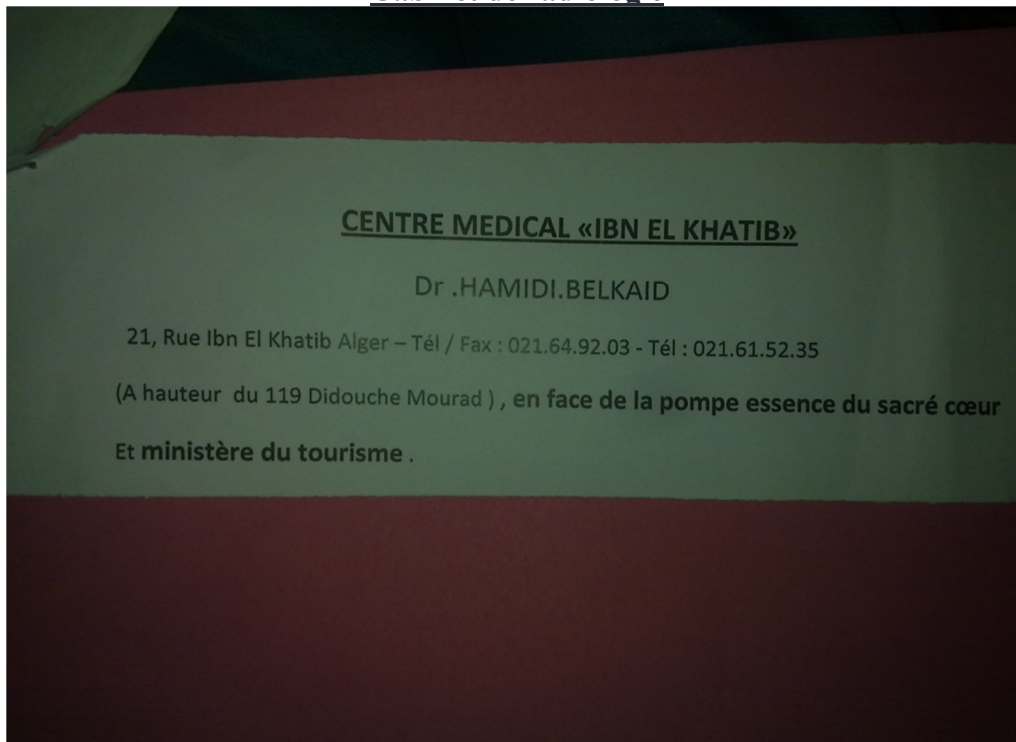 CENTRE MEDICAL «IBN EL KHATIB»
Dr .HAMIDI.BELKAID
21, Rue Ibn El Khatib Alger – Tél / Fax : 021.64.92.03 - Tél : 021.61.52.35
(A hauteur du 119 Didouche Mourad ) , en face de la pompe essence du sacré cœur
Et ministère du tourisme .